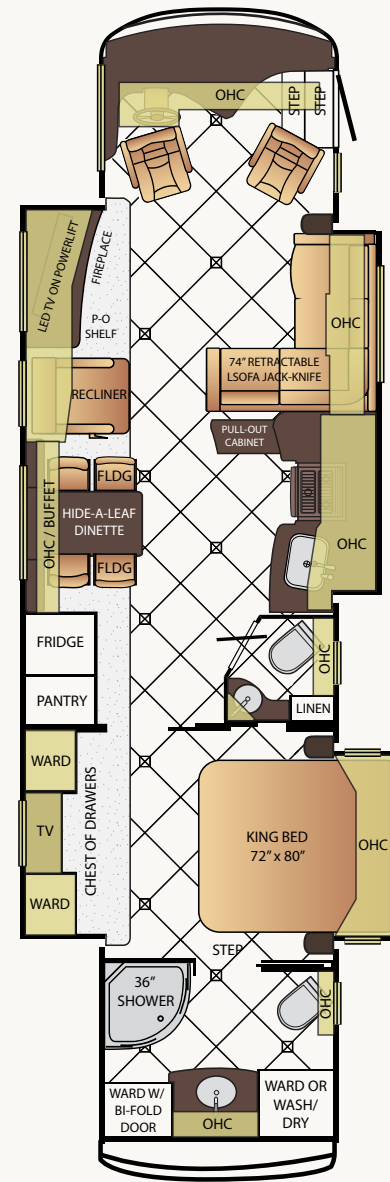 OHC
STEP
STEP
LED TV ON POWERLIFT
FIREPLACE
P-O
SHELF
OHC
RECLINER
74" RETRACTABLE
LSOFA JACK-KNIFE
PULL-OUT
CABINET
OHC / BUFFET
FLDG
HIDE-A-LEAF
DINETTE
FLDG
OHC
FRIDGE
PANTRY
OHC
LINEN
WARD
TV
WARD
CHEST OF DRAWERS
KING BED
72" x 80"
OHC
STEP
36"
SHOWER
OHC
WARD W/
BI-FOLD
DOOR
OHC
WARD OR
WASH/
DRY